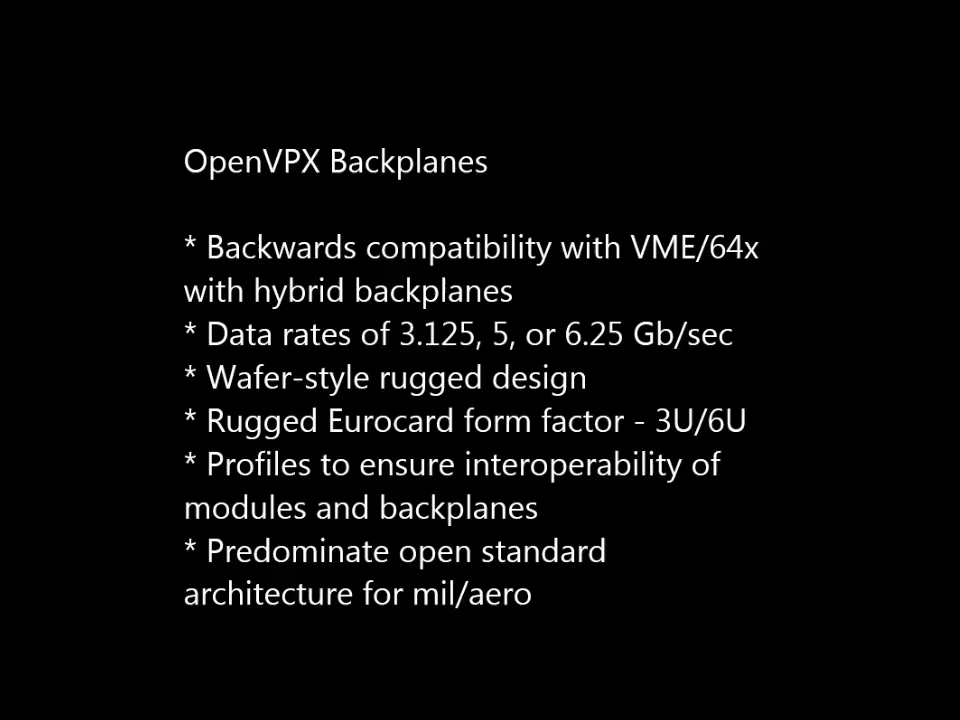 OpenVPX Backplanes
* Backwards compatibility with VME/64x
with hybrid backplanes
* Data rates of 3.125, 5, or 6.25 Gb/sec
* Wafer-style rugged design
* Rugged Eurocard form factor - 3U/6U
* Profiles to ensure interoperability of
modules and backplanes
* Predominate open standard
architecture for mil/aero